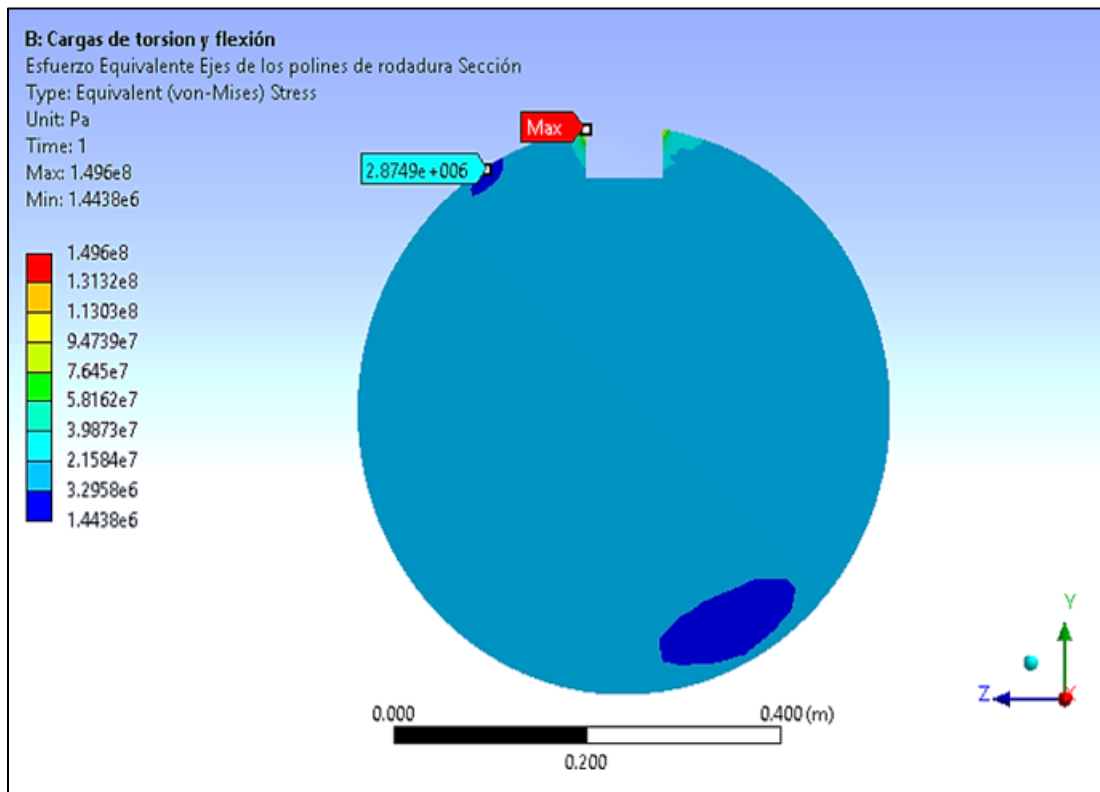 B: Cargas de torsion y flexión
Esfuerzo Equivalente Ejes de los polines de rodadura Sección
Type: Equivalent (von-Mises) Stress
Unit: Pa
Time: 1
Max: 1.496e8
Min: 1.4438e6
Max
2.8749e+006
1.496e8
1.3132e8
1.1303e8
9.4739e7
7.645e7
5.8162e7
3.9873e7
2.1584e7
3.2958e6
1.4438e6
Y
Z
X
0.000
0.400 (m)
0.200